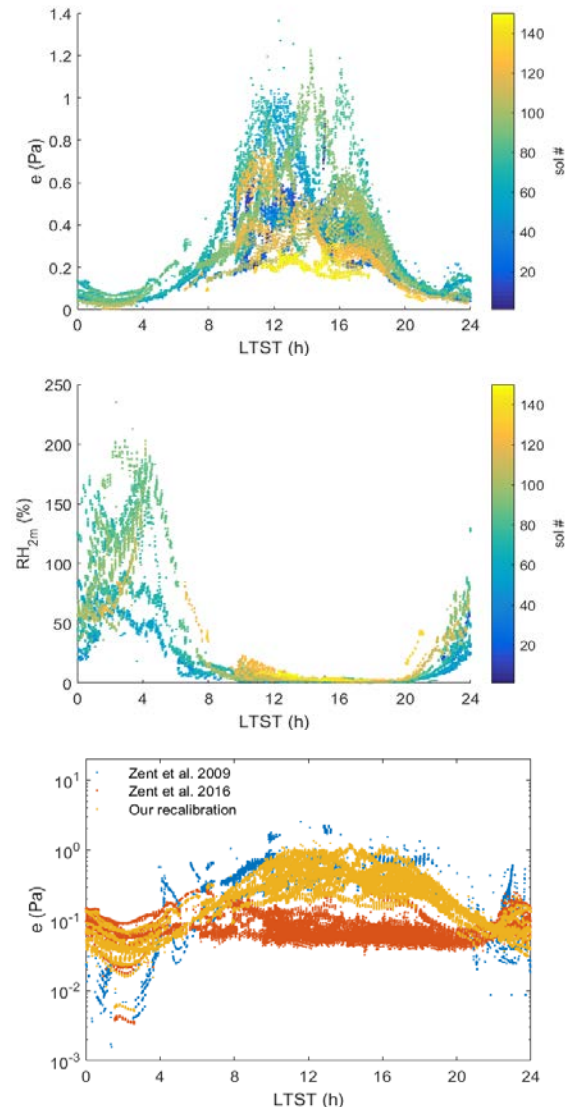 1.4
1.2
1
0.8
0.6
0.4
0.2
0
e (Pa)
0 4 8 12 16 20 24
LTST (h)
140
120
100
80
60
40
20
sol #
250
200
150
100
50
0
RH2m (%)
0 4 8 12 16 20 24
LTST (h)
140
120
100
80
60
40
20
sol #
Zent et al. 2009
Zent et al. 2016
Our recalibration
10^1
10^0
10^-1
10^-2
10^-3
e (Pa)
0 4 8 12 16 20 24
LTST (h)